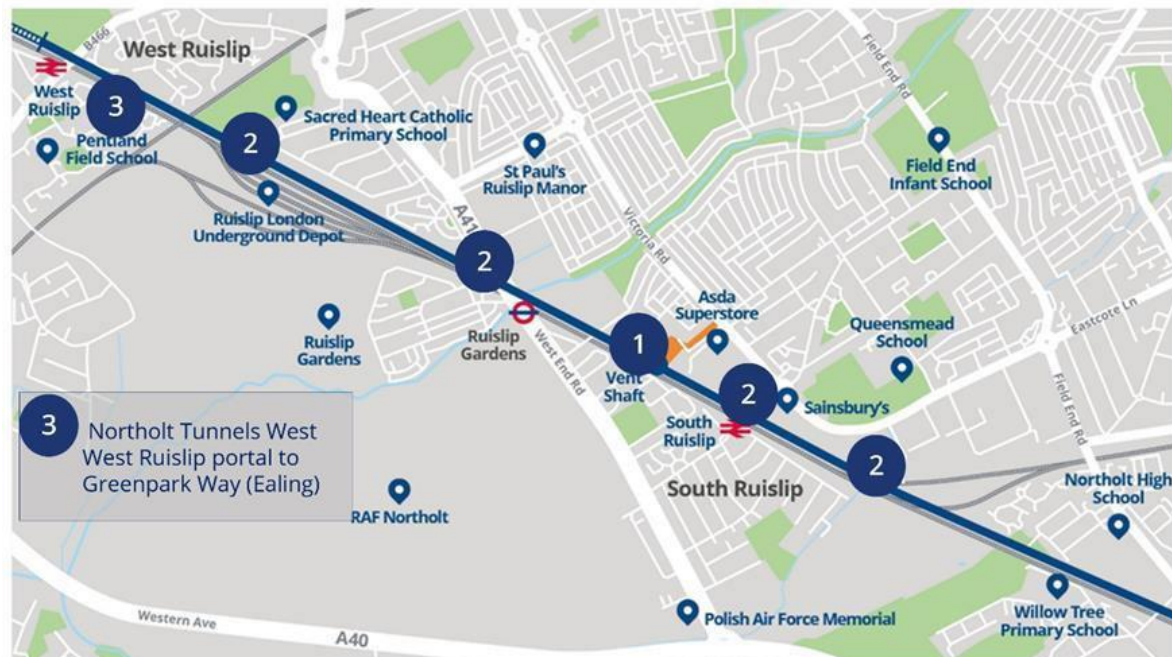 B466
West Ruislip
West
Ruislip
3
Pentland
Field School
2
Sacred Heart Catholic
Primary School
St Paul's
Ruislip Manor
Field End Rd
Field End
Infant School
Ruislip London
Underground Depot
A41
Victoria Rd
2
Ruislip
Gardens
Ruislip
Gardens
West End Rd
1
Vent
Shaft
Asda
Superstore
Queensmead
School
Eastcote Ln
2
Sainsbury's
South
Ruislip
South Ruislip
2
Field End Rd
Northolt High
School
3
Northolt Tunnels West
West Ruislip portal to
Greenpark Way (Ealing)
RAF Northolt
Polish Air Force Memorial
Willow Tree
Primary School
Western Ave
A40